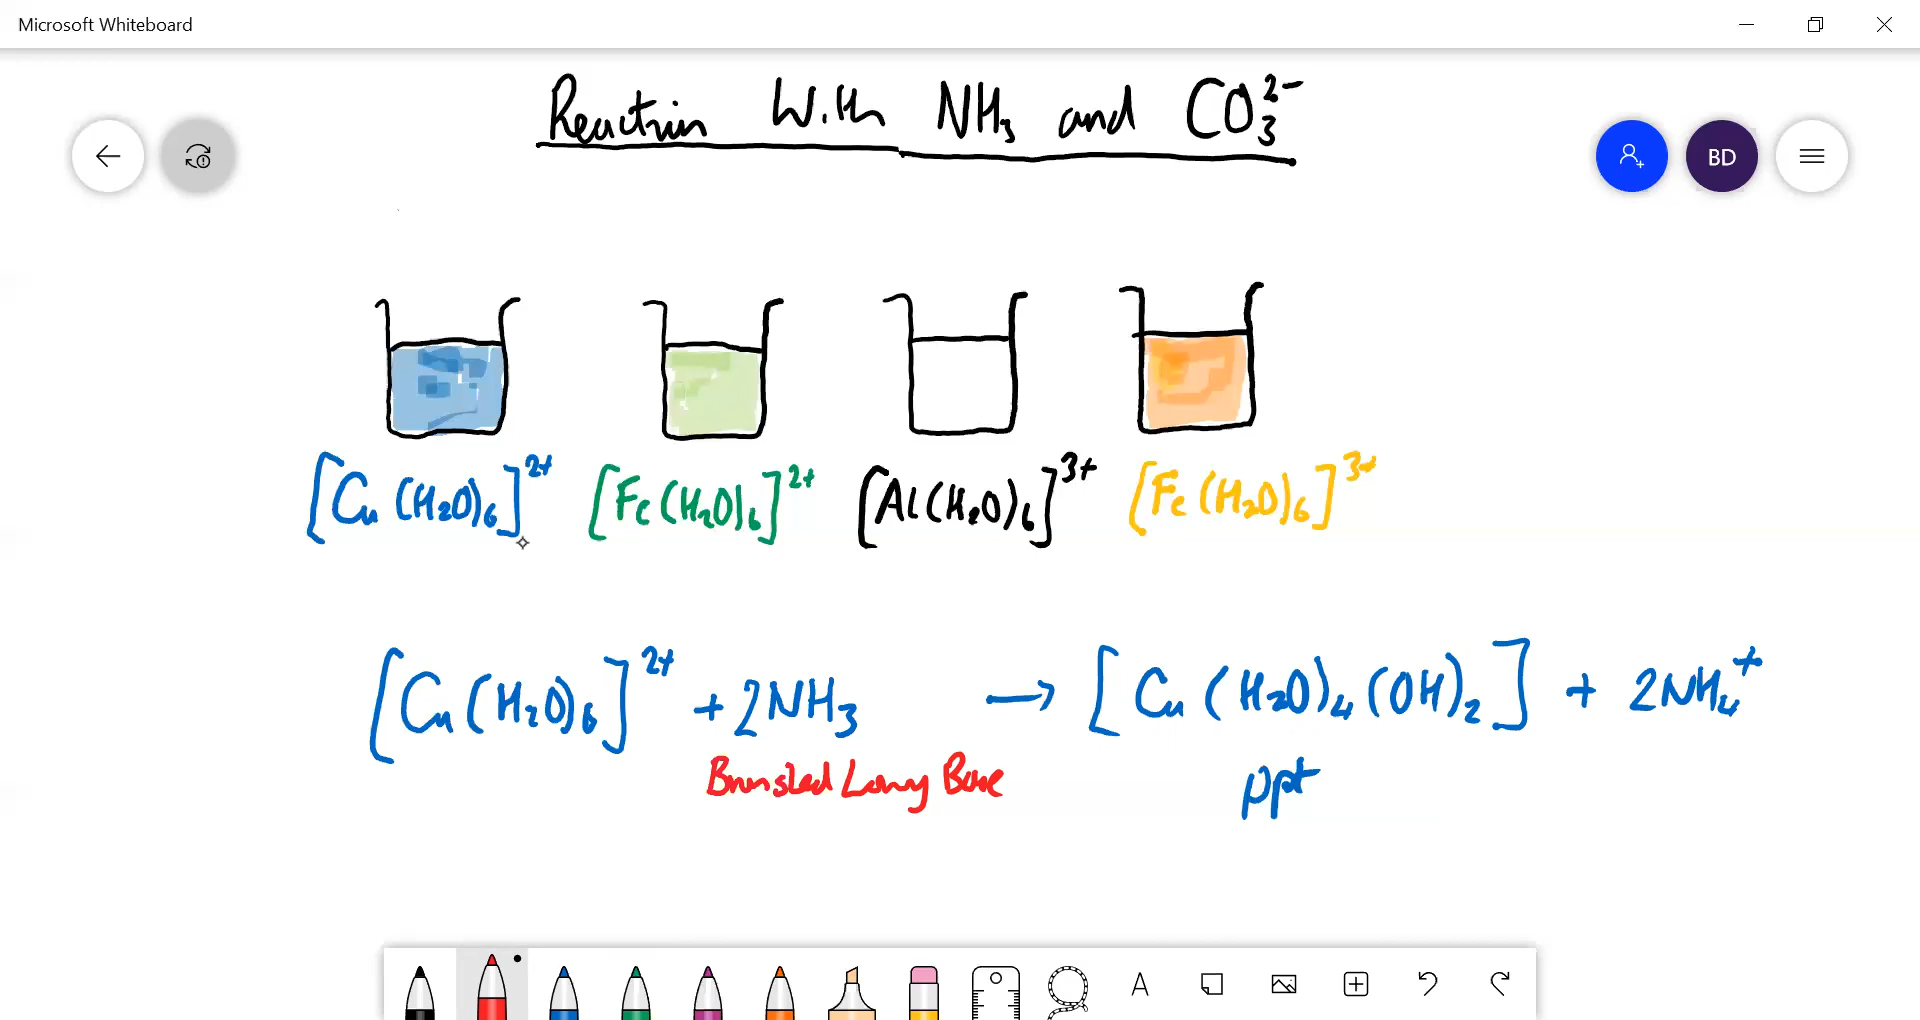 Microsoft Whiteboard
Reaction With NH₃ and CO₃²⁻
BD
[Cu(H₂O)₆]²⁺ [Fe(H₂O)₆]²⁺ [Al(H₂O)₆]³⁺ [Fe(H₂O)₆]³⁺
[Cu(H₂O)₆]²⁺ + 2NH₃ → [Cu(H₂O)₄(OH)₂] + 2NH₄⁺
Bronsted Lowry Base
ppt